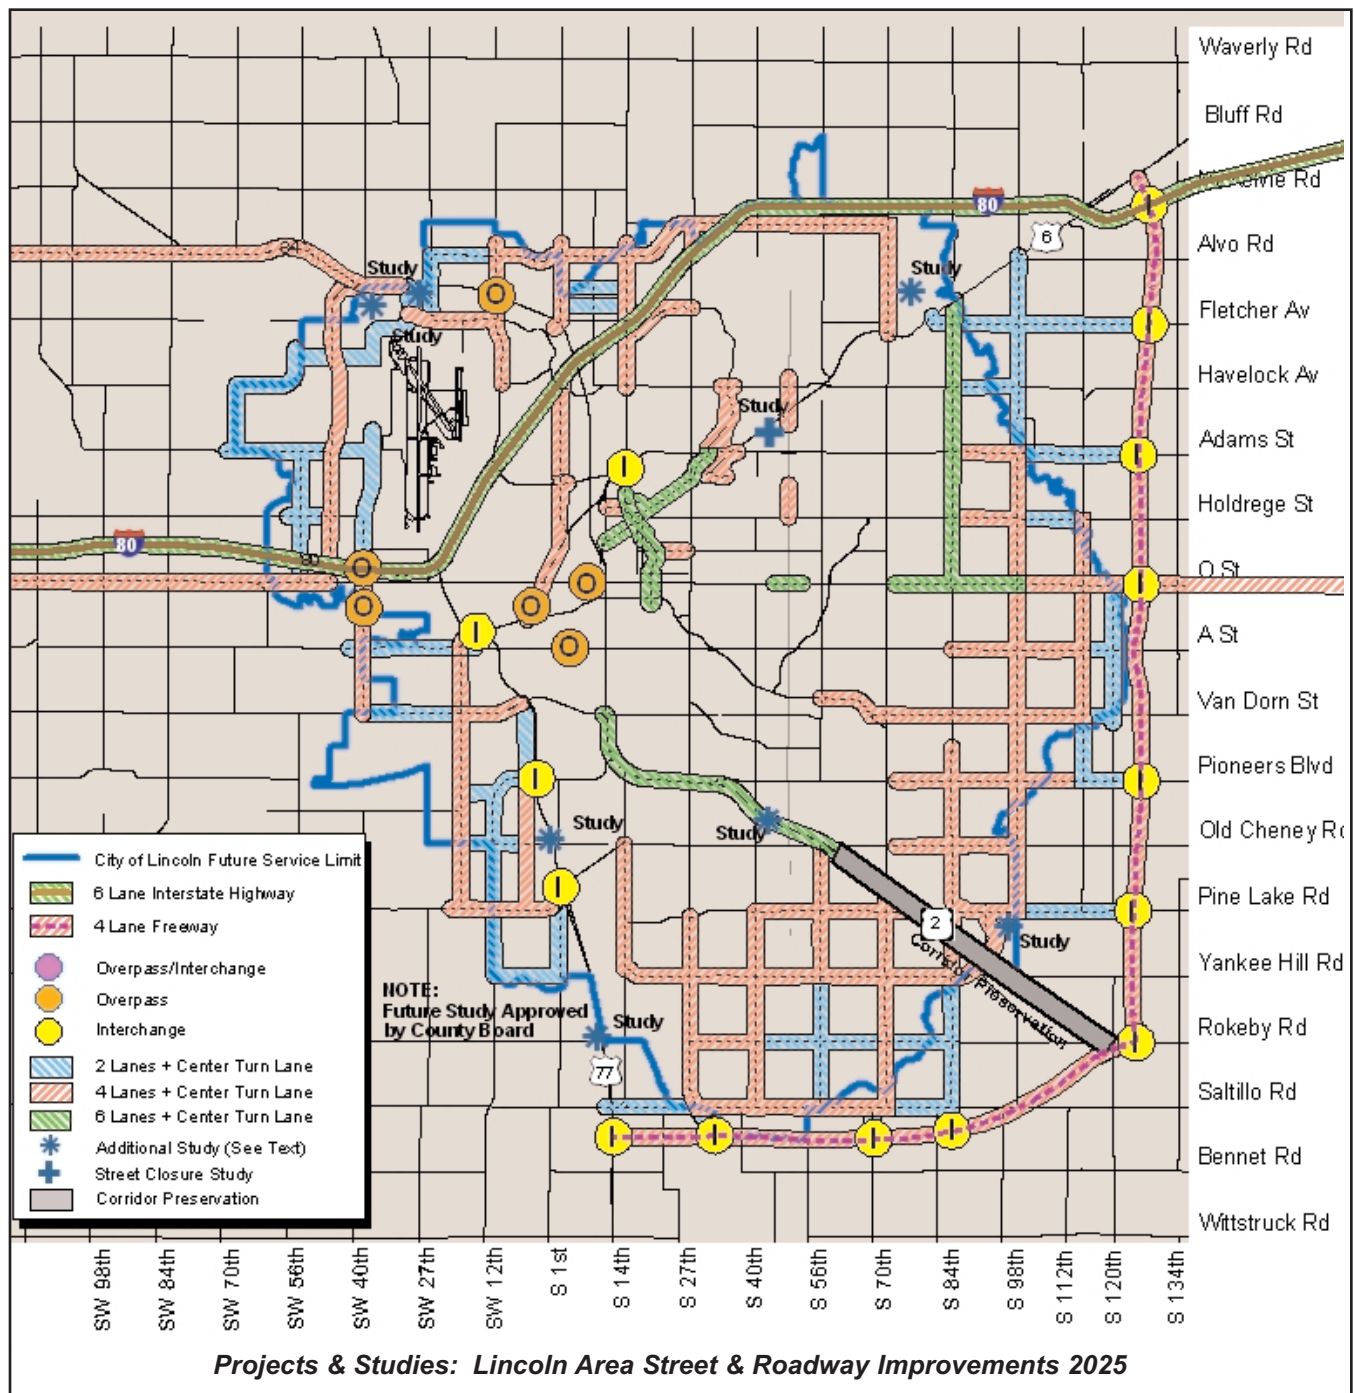 Waverly Rd
Bluff Rd
80
6
Alvo Rd
Study
Study
Fletcher Av
Study
Havelock Av
Study
Adams St
Holdrege St
80
80
O
O St
I
A St
Van Dorn St
Pioneers Blvd
Study
Study
Old Cheney
Pine Lake Rd
2
Study
Corridor Preservation
Yankee Hill Rd
NOTE:
Future Study Approved
by County Board
Study
Rokeby Rd
77
Saltillo Rd
Bennet Rd
Wittstruck Rd
City of Lincoln Future Service Limit
6 Lane Interstate Highway
4 Lane Freeway
Overpass/Interchange
Overpass
Interchange
2 Lanes + Center Turn Lane
4 Lanes + Center Turn Lane
6 Lanes + Center Turn Lane
Additional Study (See Text)
Street Closure Study
Corridor Preservation
SW 98th
SW 84th
SW 70th
SW 56th
SW 40th
SW 27th
SW 12th
S 1st
S 14th
S 27th
S 40th
S 56th
S 70th
S 84th
S 98th
S 112th
S 120th
S 134th
Projects & Studies: Lincoln Area Street & Roadway Improvements 2025